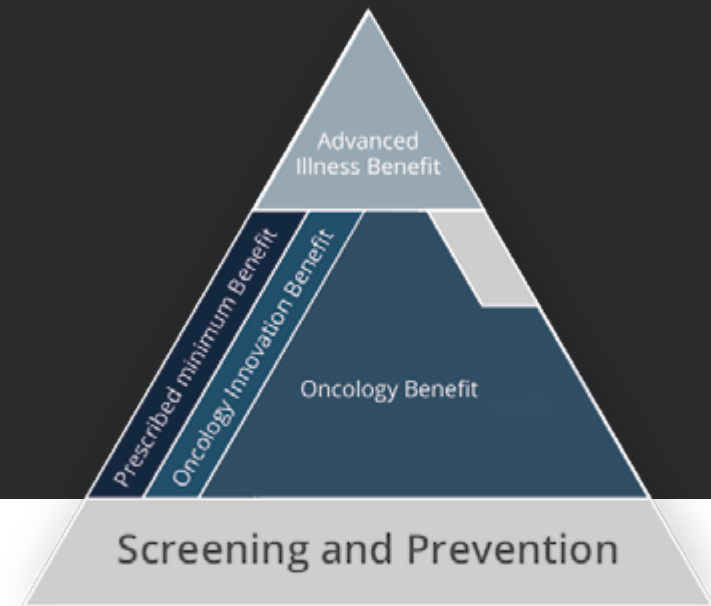 Advanced
Illness Benefit
Prescribed minimum Benefit
Oncology Innovation Benefit
Oncology Benefit
Screening and Prevention